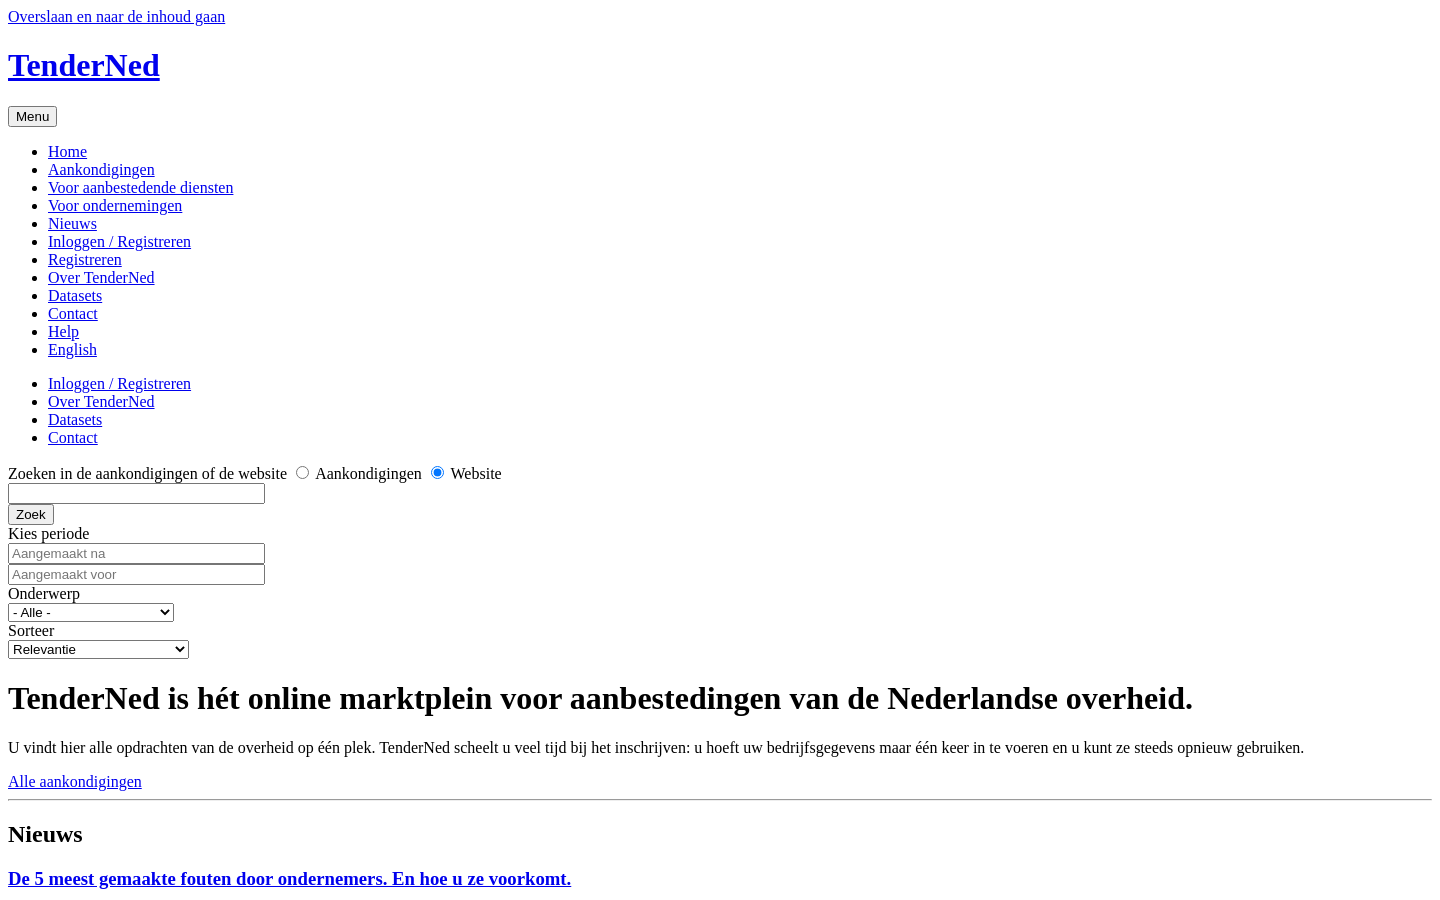 Overslaan en naar de inhoud gaan
TenderNed
Menu
Home
Aankondigingen
Voor aanbestedende diensten
Voor ondernemingen
Nieuws
Inloggen / Registreren
Registreren
Over TenderNed
Datasets
Contact
Help
English
Inloggen / Registreren
Over TenderNed
Datasets
Contact
Zoeken in de aankondigingen of de website Aankondigingen Website
Zoek
Kies periode
Aangemaakt na
Aangemaakt voor
Onderwerp
- Alle -
Sorteer
Relevantie
TenderNed is hét online marktplein voor aanbestedingen van de Nederlandse overheid.
U vindt hier alle opdrachten van de overheid op één plek. TenderNed scheelt u veel tijd bij het inschrijven: u hoeft uw bedrijfsgegevens maar één keer in te voeren en u kunt ze steeds opnieuw gebruiken.
Alle aankondigingen
Nieuws
De 5 meest gemaakte fouten door ondernemers. En hoe u ze voorkomt.